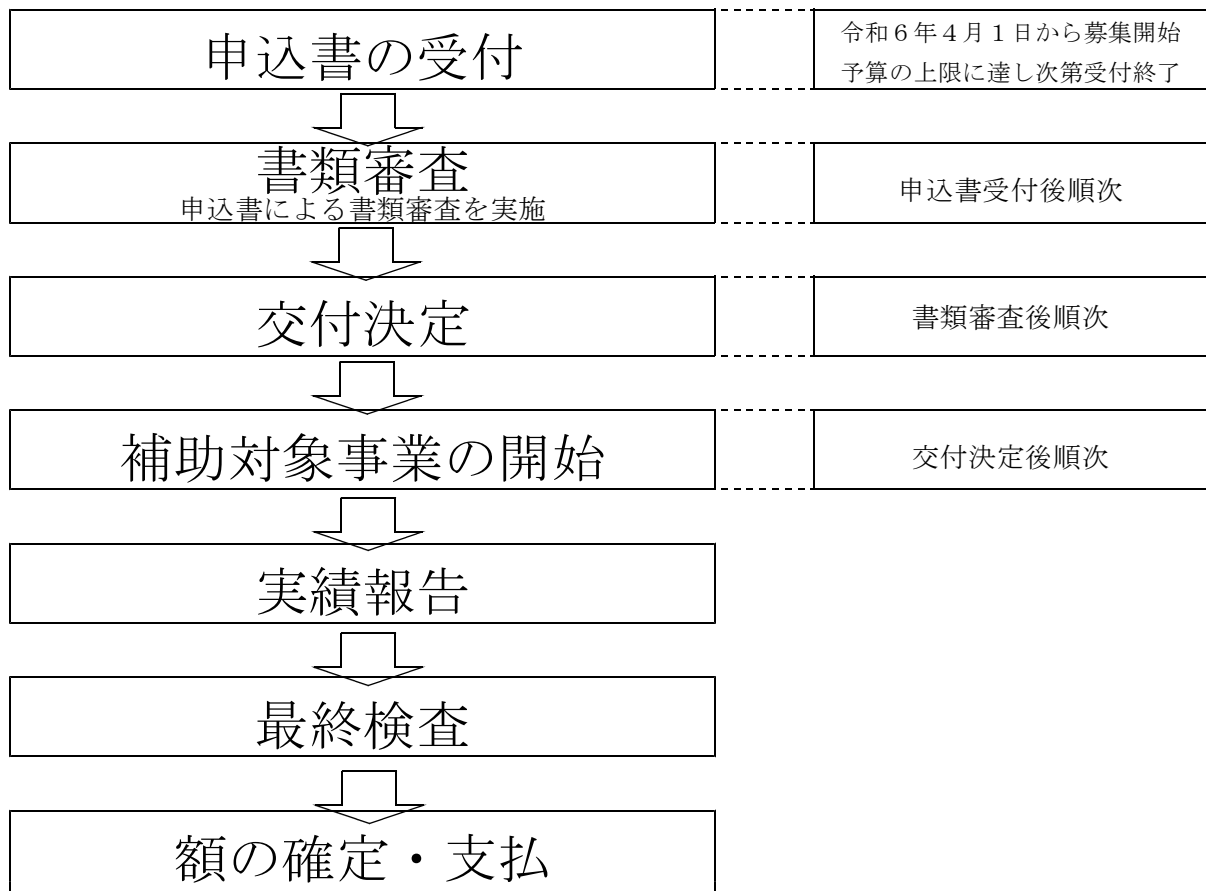 申込書の受付
令和６年４月１日から募集開始
予算の上限に達し次第受付終了
書類審査
申込書による書類審査を実施
申込書受付後順次
交付決定
書類審査後順次
補助対象事業の開始
交付決定後順次
実績報告
最終検査
額の確定・支払